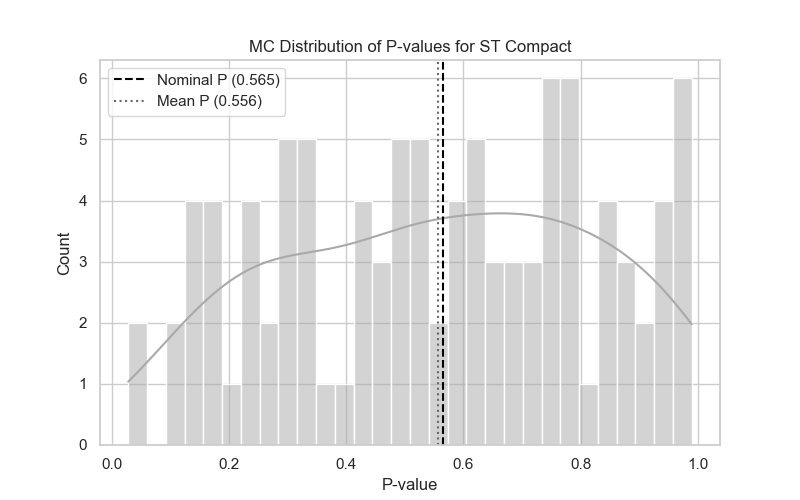 MC Distribution of P-values for ST Compact
Nominal P (0.565)
Mean P (0.556)
6
5
4
3
2
1
0
Count
0.0 0.2 0.4 0.6 0.8 1.0
P-value